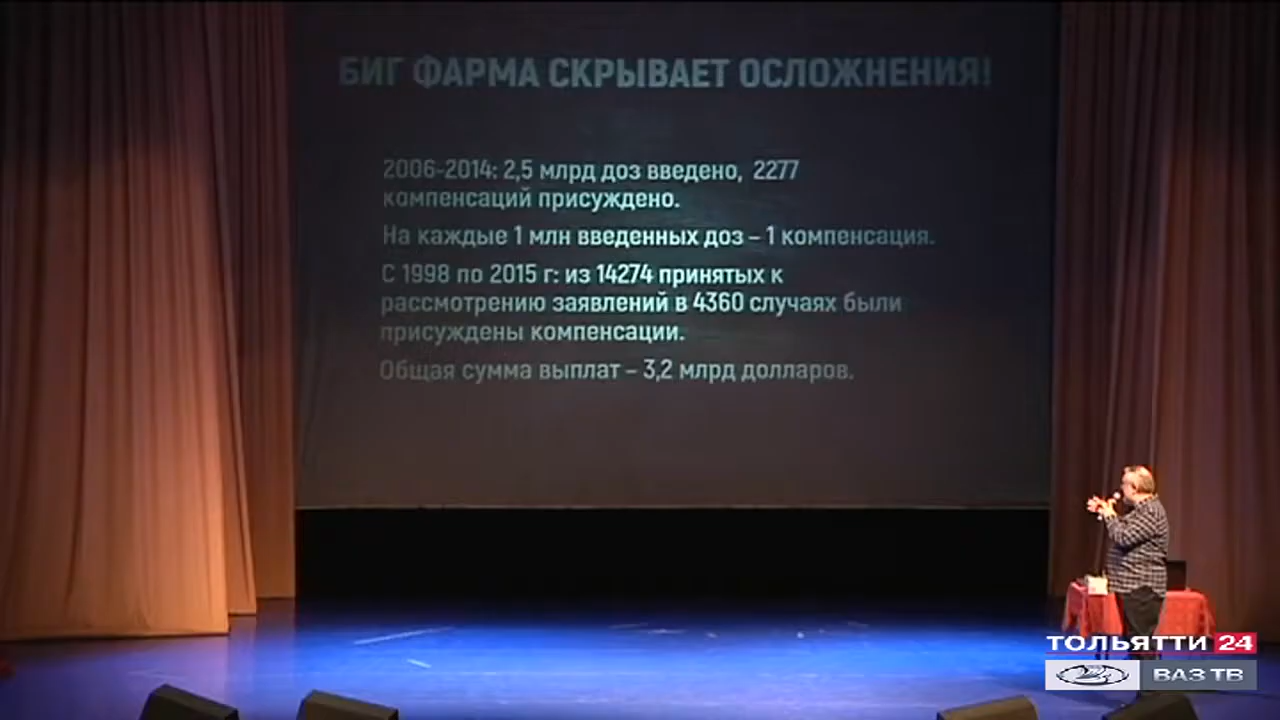 БИГ ФАРМА СКРЫВАЕТ ОСЛОЖНЕНИЯ!
2006-2014: 2,5 млрд доз введено, 2277
компенсаций присуждено.
На каждые 1 млн введенных доз – 1 компенсация.
С 1998 по 2015 г: из 14274 принятых к
рассмотрению заявлений в 4360 случаях были
присуждены компенсации.
Общая сумма выплат – 3,2 млрд долларов.
ТОЛЬЯТТИ 24
ВАЗ ТВ